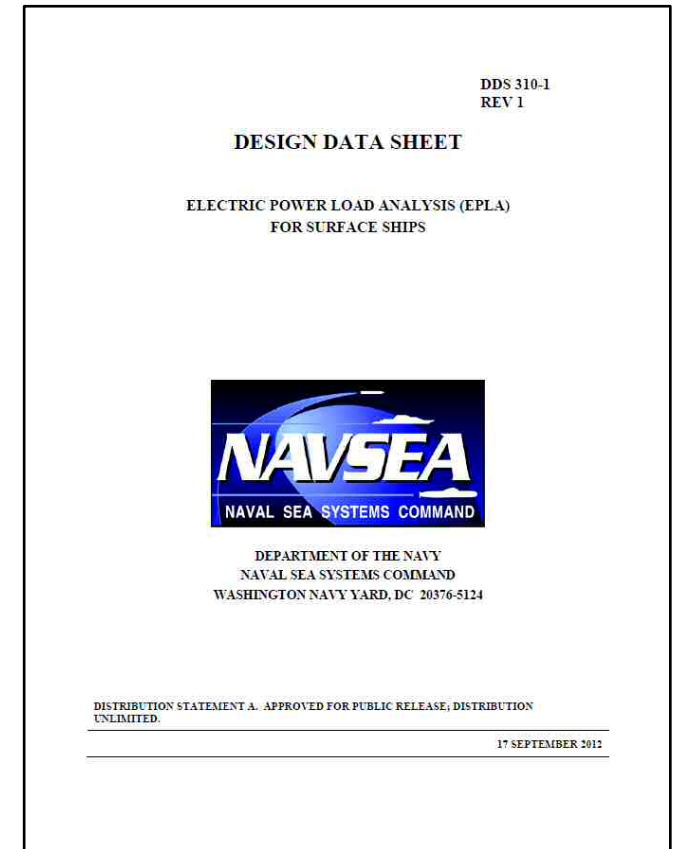 DDS 310-1
REV 1
DESIGN DATA SHEET
ELECTRIC POWER LOAD ANALYSIS (EPLA)
FOR SURFACE SHIPS
NAVSEA
NAVAL SEA SYSTEMS COMMAND
DEPARTMENT OF THE NAVY
NAVAL SEA SYSTEMS COMMAND
WASHINGTON NAVY YARD, DC 20376-5124
DISTRIBUTION STATEMENT A. APPROVED FOR PUBLIC RELEASE; DISTRIBUTION
UNLIMITED.
17 SEPTEMBER 2012